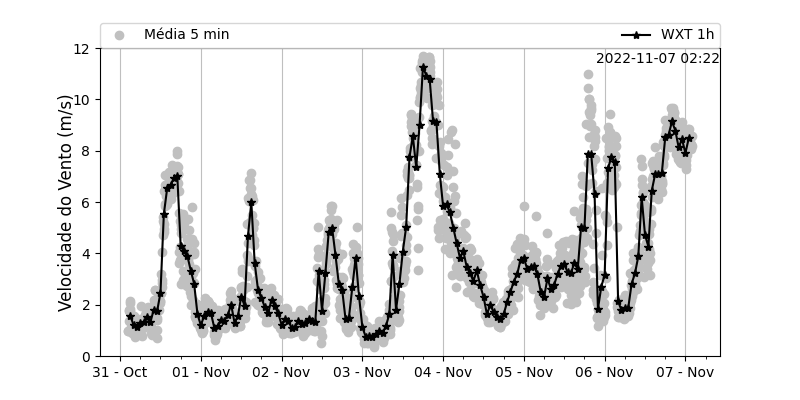 Média 5 min
WXT 1h
2022-11-07 02:22
Velocidade do Vento (m/s)
12
10
8
6
4
2
0
31 - Oct
01 - Nov
02 - Nov
03 - Nov
04 - Nov
05 - Nov
06 - Nov
07 - Nov